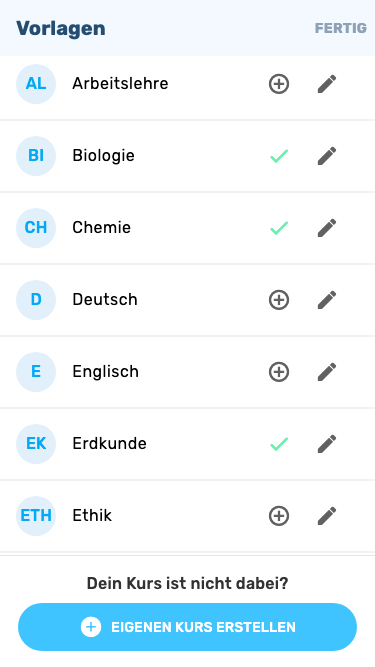 Vorlagen FERTIG
AL Arbeitslehre
BI Biologie
CH Chemie
D Deutsch
E Englisch
EK Erdkunde
ETH Ethik
Dein Kurs ist nicht dabei?
EIGENEN KURS ERSTELLEN